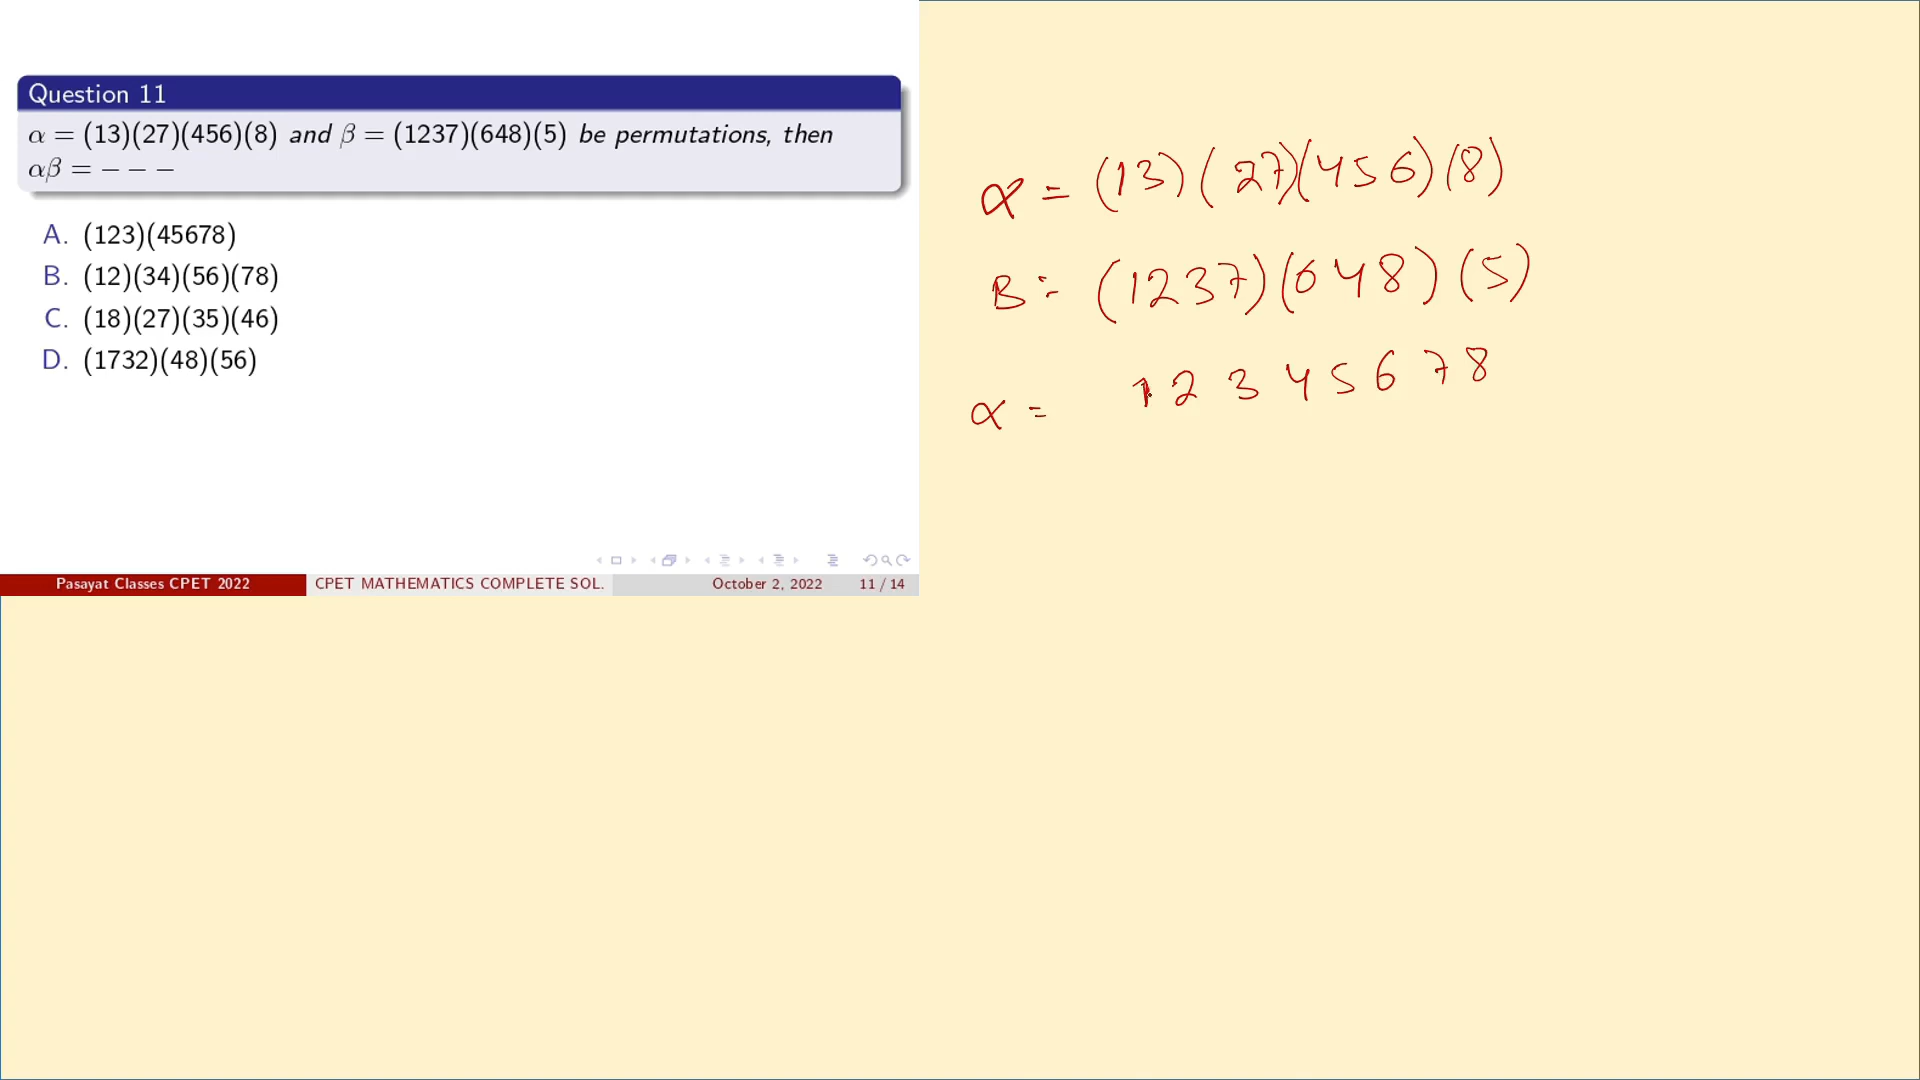 Question 11
α = (13)(27)(456)(8) and β = (1237)(648)(5) be permutations, then
αβ = − − −
A. (123)(45678)
B. (12)(34)(56)(78)
C. (18)(27)(35)(46)
D. (1732)(48)(56)
Pasayat Classes CPET 2022 CPET MATHEMATICS COMPLETE SOL. October 2, 2022 11 / 14
α = (13)(27)(456)(8)
B = (1237)(648)(5)
α = 1 2 3 4 5 6 7 8